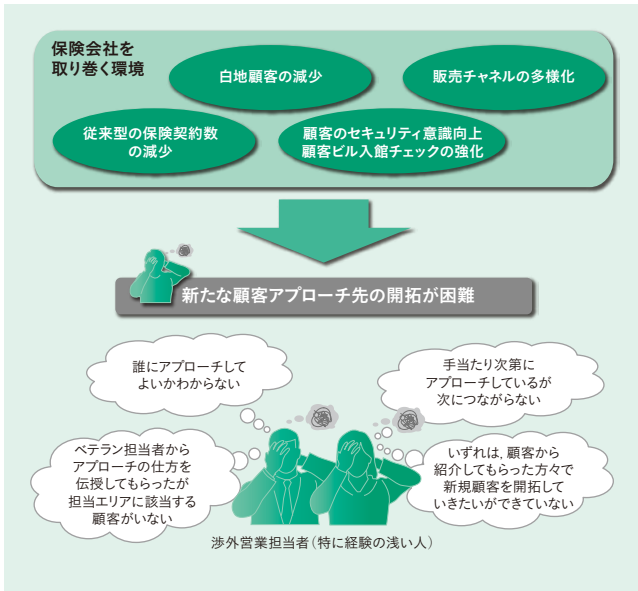 保険会社を
取り巻く環境
白地顧客の減少
販売チャネルの多様化
従来型の保険契約数
の減少
顧客のセキュリティ意識向上
顧客ビル入館チェックの強化
新たな顧客アプローチ先の開拓が困難
誰にアプローチして
よいかわからない
手当たり次第に
アプローチしているが
次につながらない
ベテラン担当者から
アプローチの仕方を
伝授してもらったが
担当エリアに該当する
顧客がいない
いずれは、顧客から
紹介してもらった方々で
新規顧客を開拓して
いきたいができていない
渉外営業担当者（特に経験の浅い人）